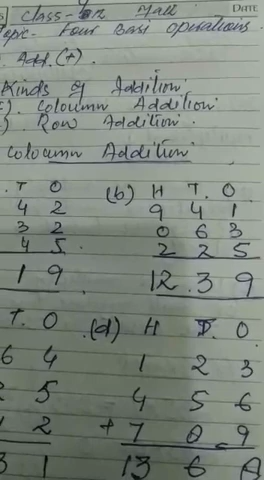 Class- Math DATE
Topic- Four Basic operations.
Add.(+).
Kinds of Addition
Coloumn Addition
Row Addition.
Coloumn Addition
T O (b) H T. O
4 2 9 4 1
3 2 0 6 3
4 5 2 2 5
1 9 12.3 9
T. O .(d) H T. O
6 4 1 2 3
5 4 5 6
2 +7 0.9
3 1 13 6